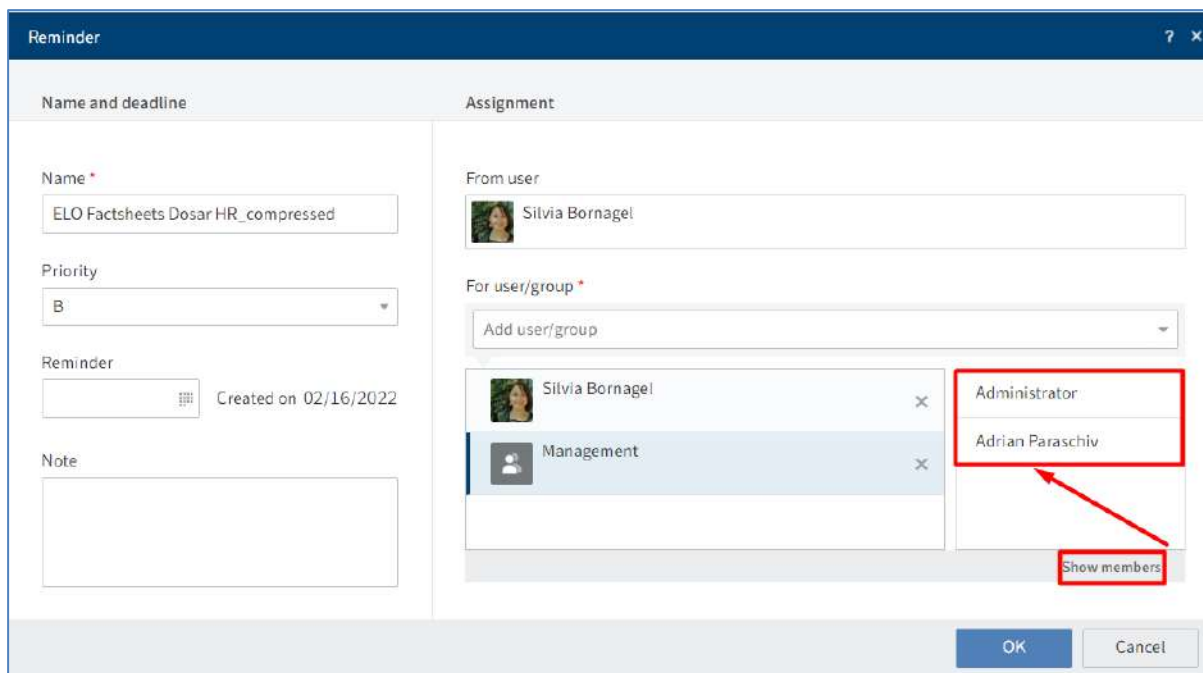 Reminder ? ×
Name and deadline
Assignment
Name *
ELO Factsheets Dosar HR_compressed
Priority
B
Reminder
Created on 02/16/2022
Note
From user
Silvia Bornagel
For user/group *
Add user/group
Silvia Bornagel ×
Management ×
Administrator
Adrian Paraschiv
Show members
OK
Cancel